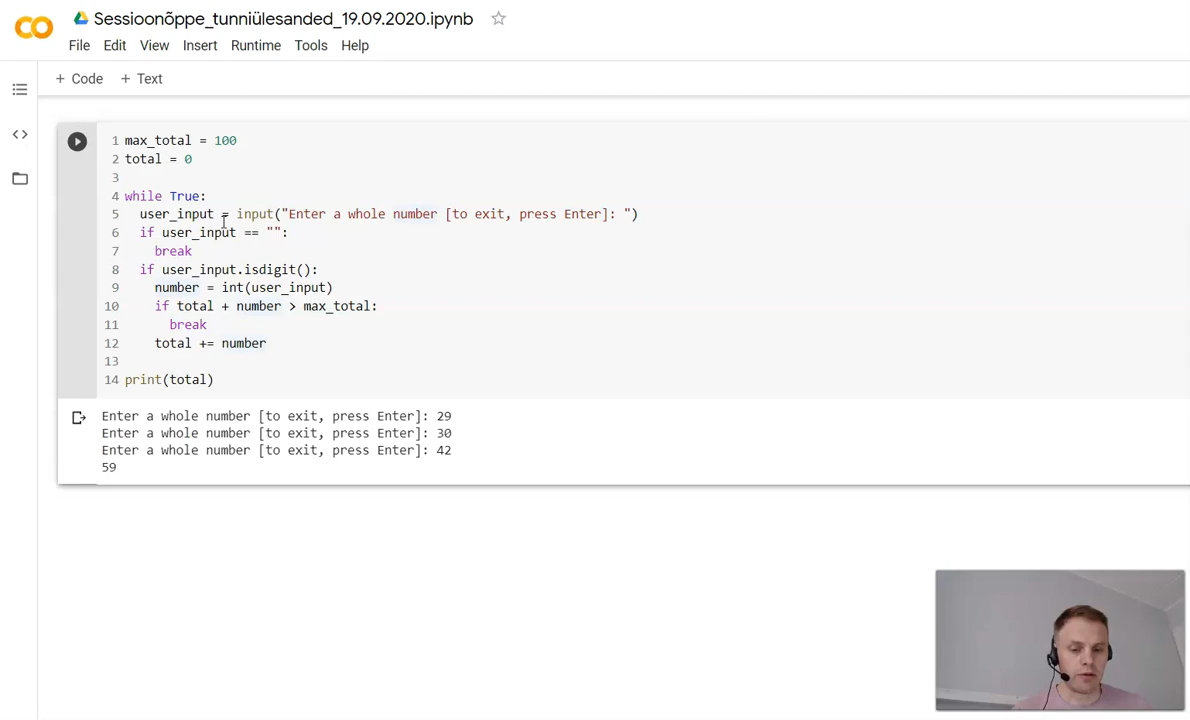 Sessioonõppe_tunniülesanded_19.09.2020.ipynb
File Edit View Insert Runtime Tools Help
+ Code + Text
1 max_total = 100
2 total = 0
3
4 while True:
5 user_input = input("Enter a whole number [to exit, press Enter]: ")
6 if user_input == "":
7 break
8 if user_input.isdigit():
9 number = int(user_input)
10 if total + number > max_total:
11 break
12 total += number
13
14 print(total)
Enter a whole number [to exit, press Enter]: 29
Enter a whole number [to exit, press Enter]: 30
Enter a whole number [to exit, press Enter]: 42
59